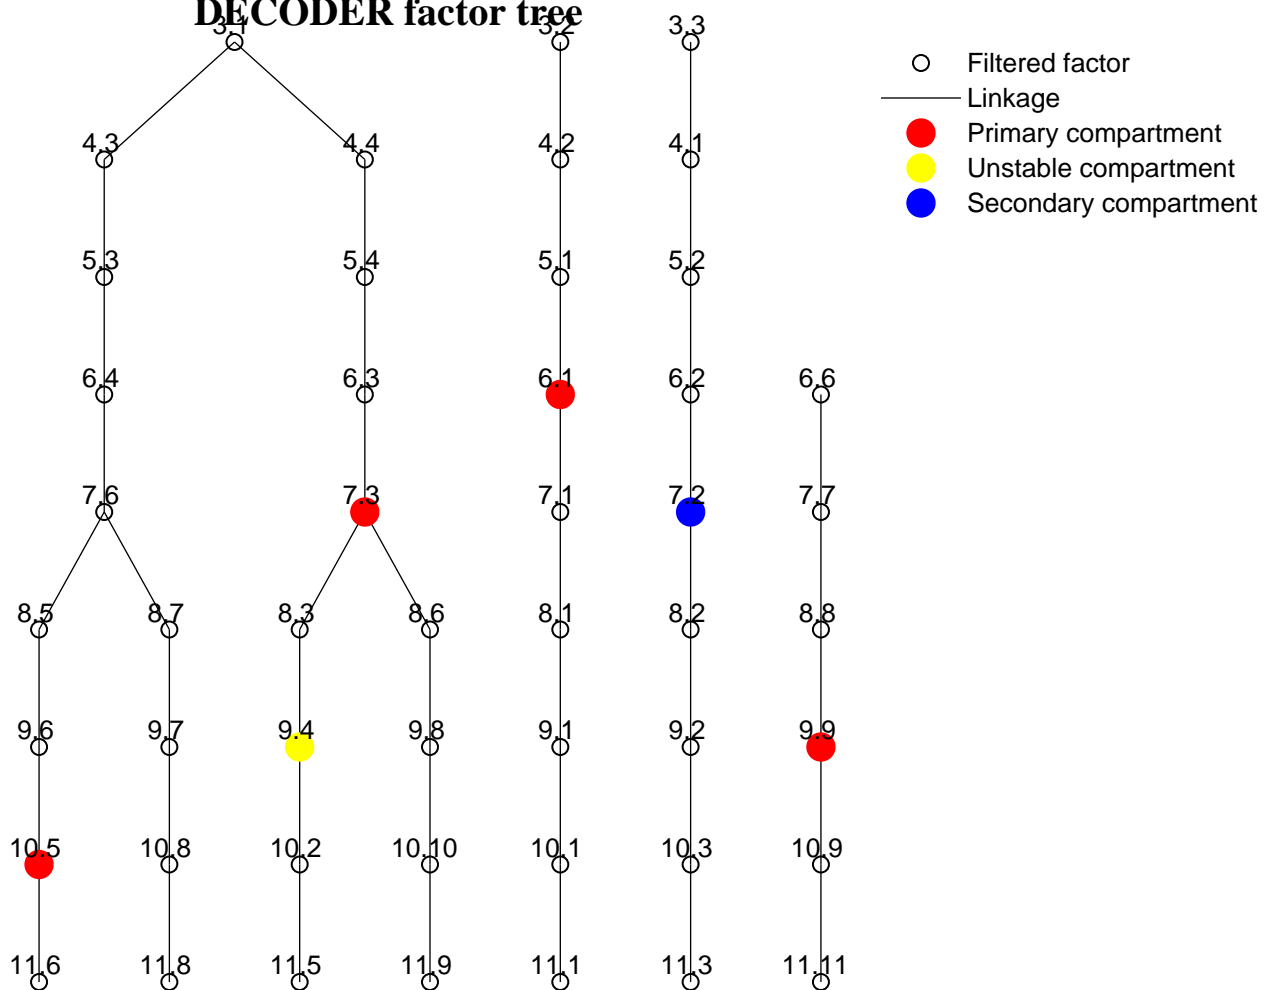 DECODER factor tree
3.1 3.2 3.3
Filtered factor
Linkage
Primary compartment
Unstable compartment
Secondary compartment
4.3 4.4 4.2 4.1
5.3 5.4 5.1 5.2
6.4 6.3 6.1 6.2 6.6
7.6 7.3 7.1 7.2 7.7
8.5 8.7 8.3 8.6 8.1 8.2 8.8
9.6 9.7 9.4 9.8 9.1 9.2 9.9
10.5 10.8 10.2 10.10 10.1 10.3 10.9
11.6 11.8 11.5 11.9 11.1 11.3 11.11